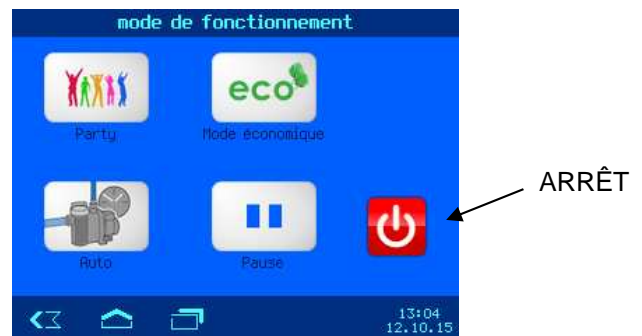 mode de fonctionnement
eco
Party
Mode économique
ARRÊT
Auto
Pause
13:04
12.10.15